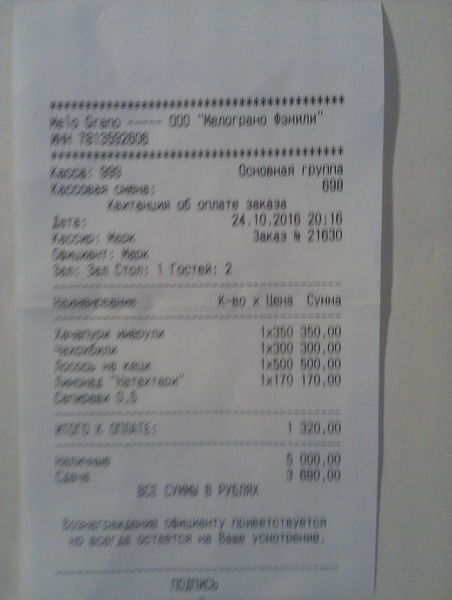 *****************************************
Melo Grano ----- ООО "Мелограно Фэмили"
ИНН 7813592606
*****************************************
Касса: 999 Основная группа
Кассовая смена: 698
Квитанция об оплате заказа
Дата: 24.10.2016 20:16
Кассир: Марк Заказ № 21630
Официант: Марк
Зал: Зал Стол: 1 Гостей: 2
Наименование К-во х Цена Сумма
Хачапури имерули 1х350 350,00
Чахохбили 1х300 300,00
Лосось на кеци 1х500 500,00
Лимонад "Натахтари" 1х170 170,00
Саперави 0,5
ИТОГО К ОПЛАТЕ: 1 320,00
Наличные 5 000,00
Сдача 3 680,00
ВСЕ СУММЫ В РУБЛЯХ
Вознаграждение официанту приветствуется
но всегда остается на Ваше усмотрение.
ПОДПИСЬ